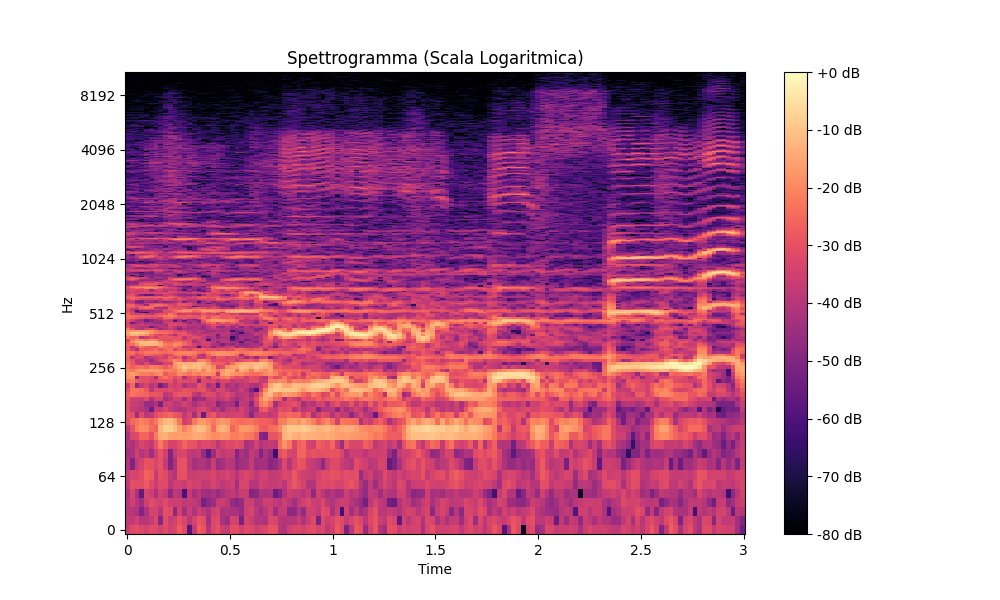 Spettrogramma (Scala Logaritmica)
Hz
8192
4096
2048
1024
512
256
128
64
0
0
0.5
1
1.5
2
2.5
3
Time
+0 dB
-10 dB
-20 dB
-30 dB
-40 dB
-50 dB
-60 dB
-70 dB
-80 dB